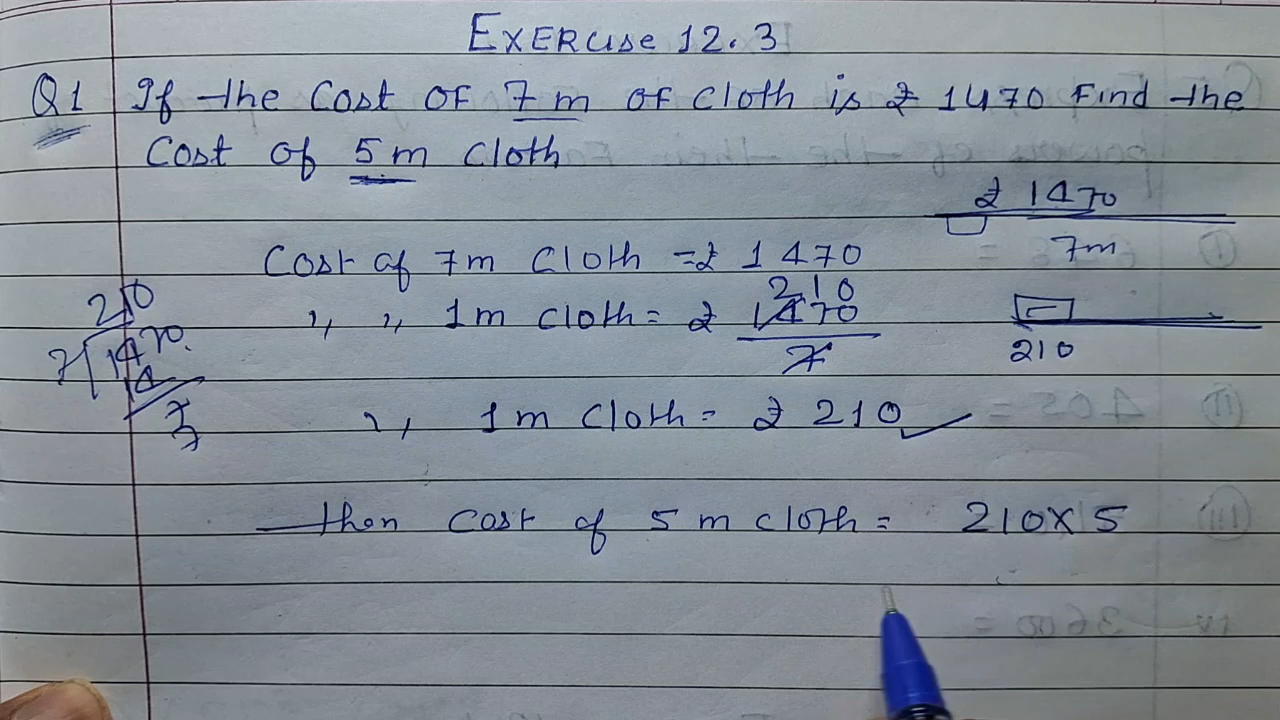 EXERCISE 12.3
Q1 If the Cost OF 7 m OF Cloth is ₹ 1470 Find the
Cost of 5 m Cloth
₹ 1470
7m
Cost of 7m Cloth = ₹ 1470
210
,, ,, 1m Cloth = ₹ 1470
7
210
210
7 1470
14
7
7
,, 1m Cloth = ₹ 210
then Cost of 5 m Cloth = 210 × 5